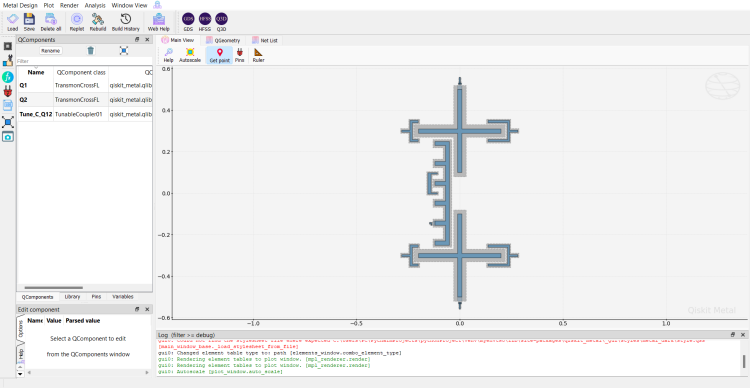 Metal Design Plot Render Analysis Window View
Load Save Delete all Replot Rebuild Build History Web Help GDS HFSS Q3D
GDS HFSS Q3D
QComponents
Rename
Filter
Name QComponent class QC
Q1 TransmonCrossFL qiskit_metal.qlib
Q2 TransmonCrossFL qiskit_metal.qlib
Tune_C_Q12 TunableCoupler01 qiskit_metal.qlib
QComponents Library Pins Variables
Edit component
Options
Help
Name Value Parsed value
Select a QComponent to edit
from the QComponents window
Main View QGeometry Net List
Help Autoscale Get point Pins Ruler
0.6
0.4
0.2
0.0
−0.2
−0.4
−0.6
−1.0 −0.5 0.0 0.5 1.0
Qiskit Metal
Log (filter >= debug)
[main_window_base._load_stylesheet_from_file]
gui0: Changed element table type to: path [elements_window.combo_element_type]
gui0: Rendering element tables to plot window. [mpl_renderer.render]
gui0: Rendering element tables to plot window. [mpl_renderer.render]
gui0: Autoscale [plot_window.auto_scale]